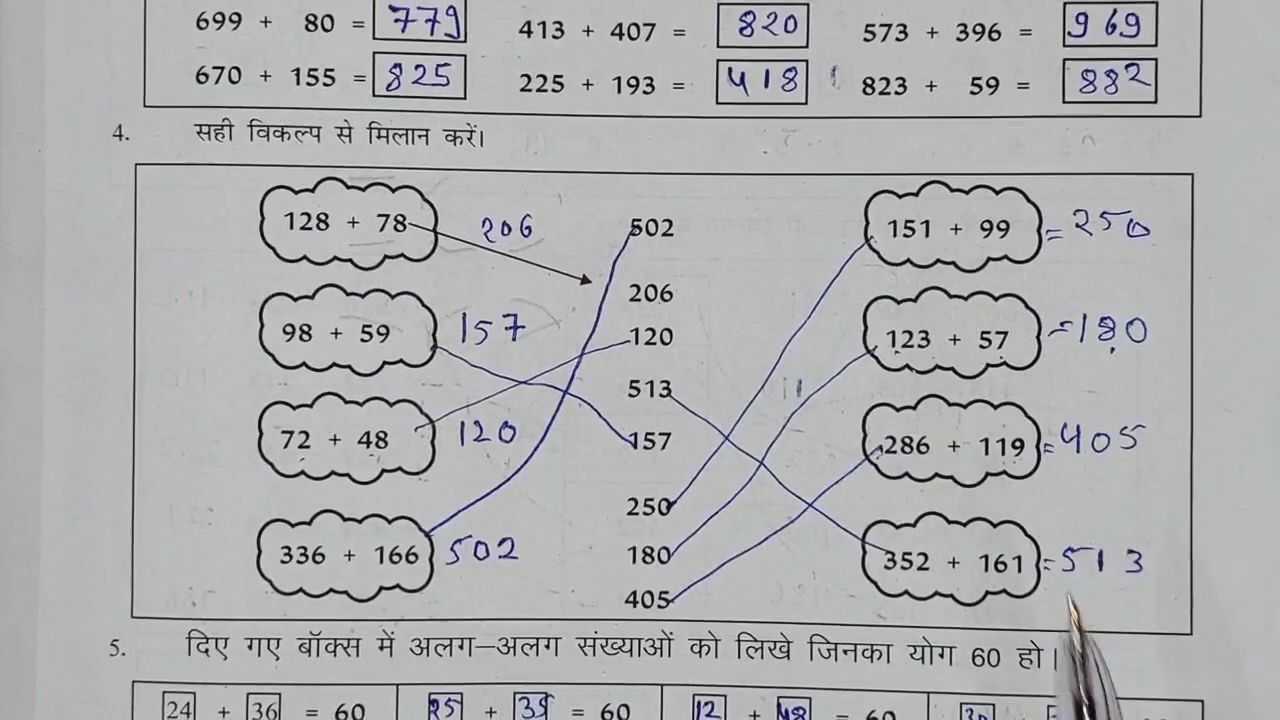 699 + 80 = 779 413 + 407 = 820 573 + 396 = 969
670 + 155 = 825 225 + 193 = 418 823 + 59 = 882
4. सही विकल्प से मिलान करें।
128 + 78 206 502 151 + 99 = 250
206
98 + 59 157 120 123 + 57 = 180
513
72 + 48 120 157 286 + 119 = 405
250
336 + 166 502 180 352 + 161 = 513
405
5. दिए गए बॉक्स में अलग–अलग संख्याओं को लिखे जिनका योग 60 हो।
24 + 36 = 60 + 35 = 60 12 + 48 = 60 30